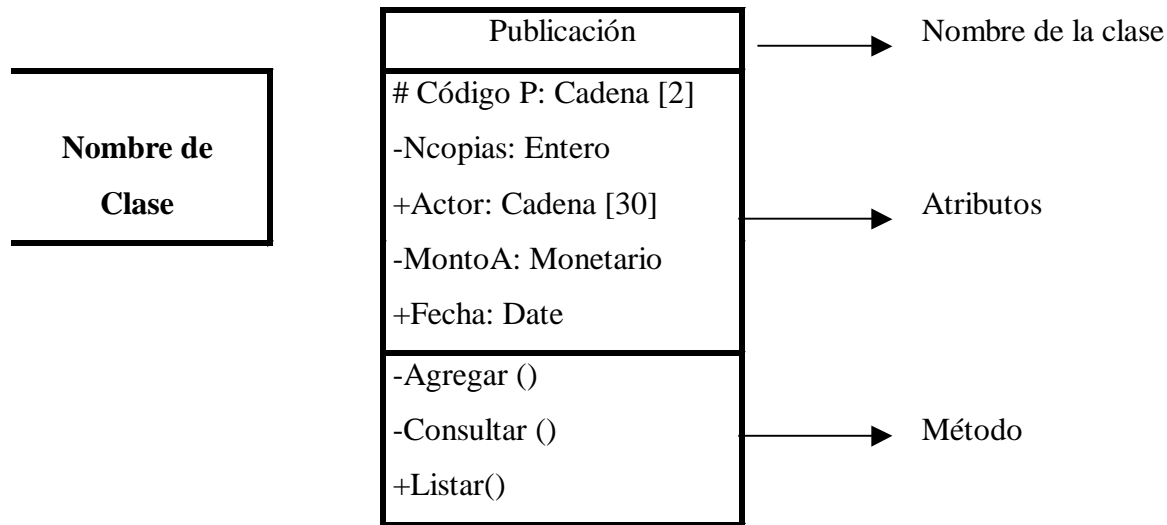 Publicación
Nombre de la clase
Nombre de
Clase
# Código P: Cadena [2]
-Ncopias: Entero
+Actor: Cadena [30]
-MontoA: Monetario
+Fecha: Date
Atributos
-Agregar ()
-Consultar ()
+Listar()
Método